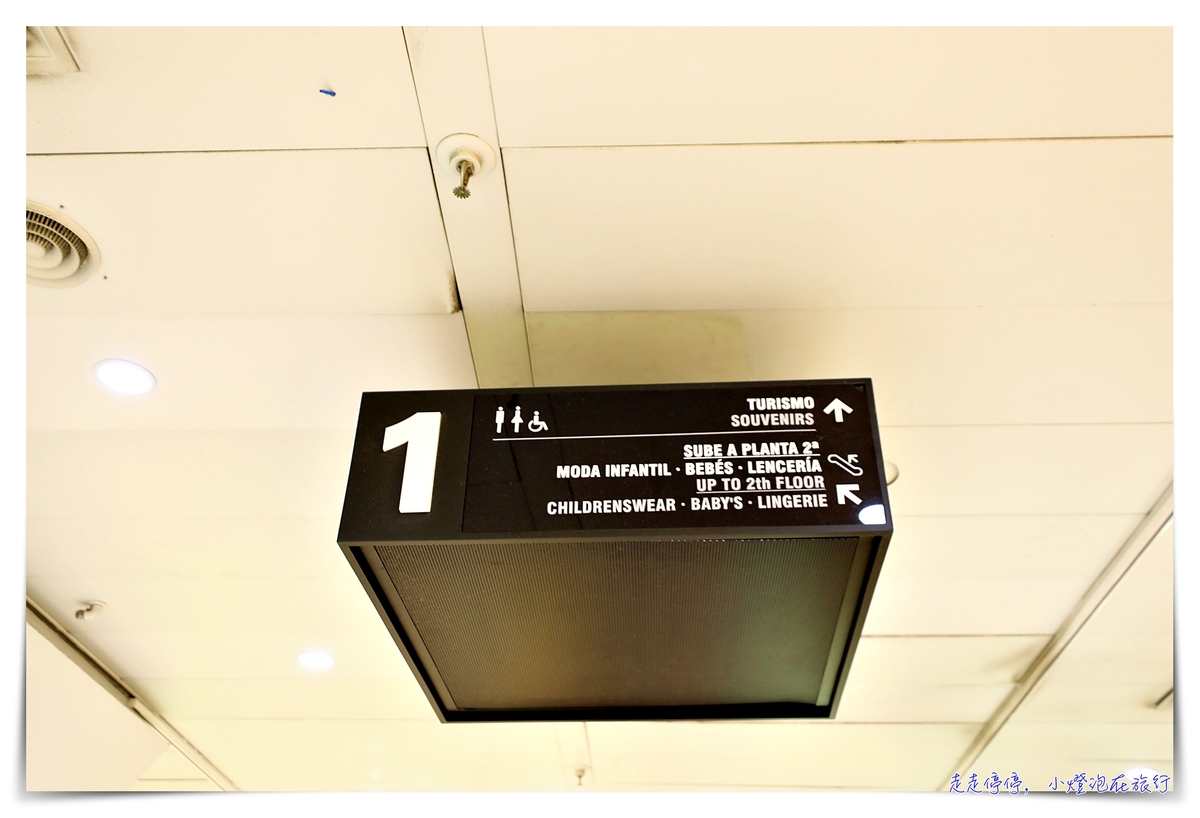 1
TURISMO
SOUVENIRS
SUBE A PLANTA 2ª
MODA INFANTIL · BEBÉS · LENCERÍA
UP TO 2th FLOOR
CHILDRENSWEAR · BABY'S · LINGERIE
走走停停,小燈泡在旅行